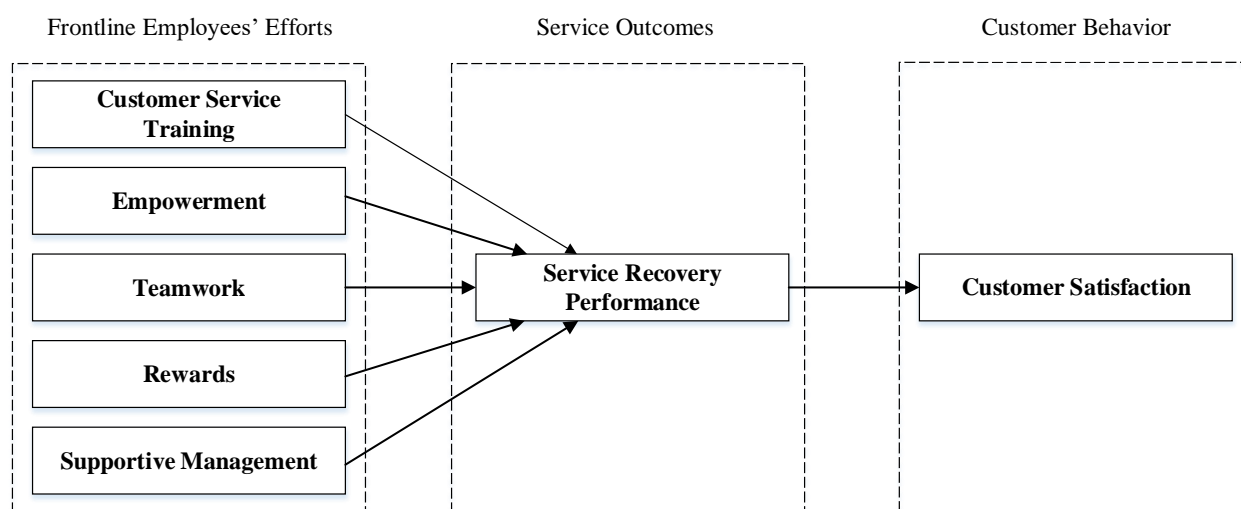 Frontline Employees’ Efforts
Service Outcomes
Customer Behavior
Customer Service
Training
Empowerment
Teamwork
Rewards
Supportive Management
Service Recovery
Performance
Customer Satisfaction